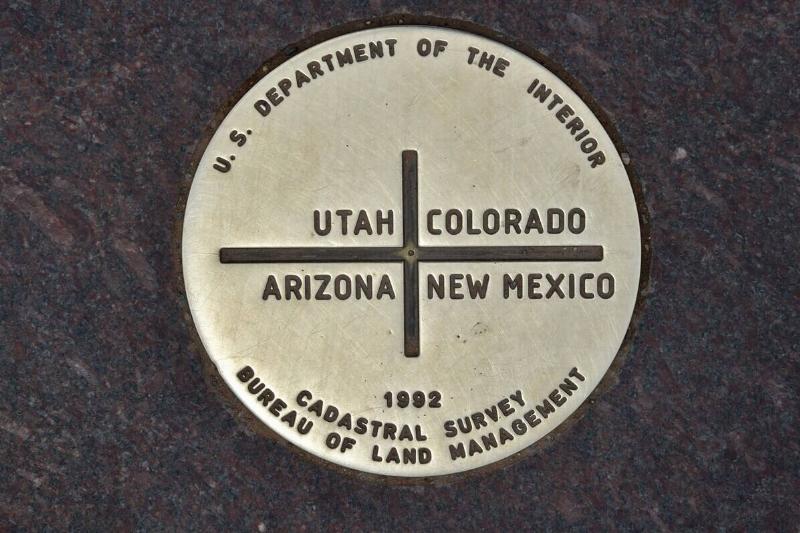 U.S. DEPARTMENT OF THE INTERIOR
UTAH COLORADO
ARIZONA NEW MEXICO
1992
CADASTRAL SURVEY
BUREAU OF LAND MANAGEMENT